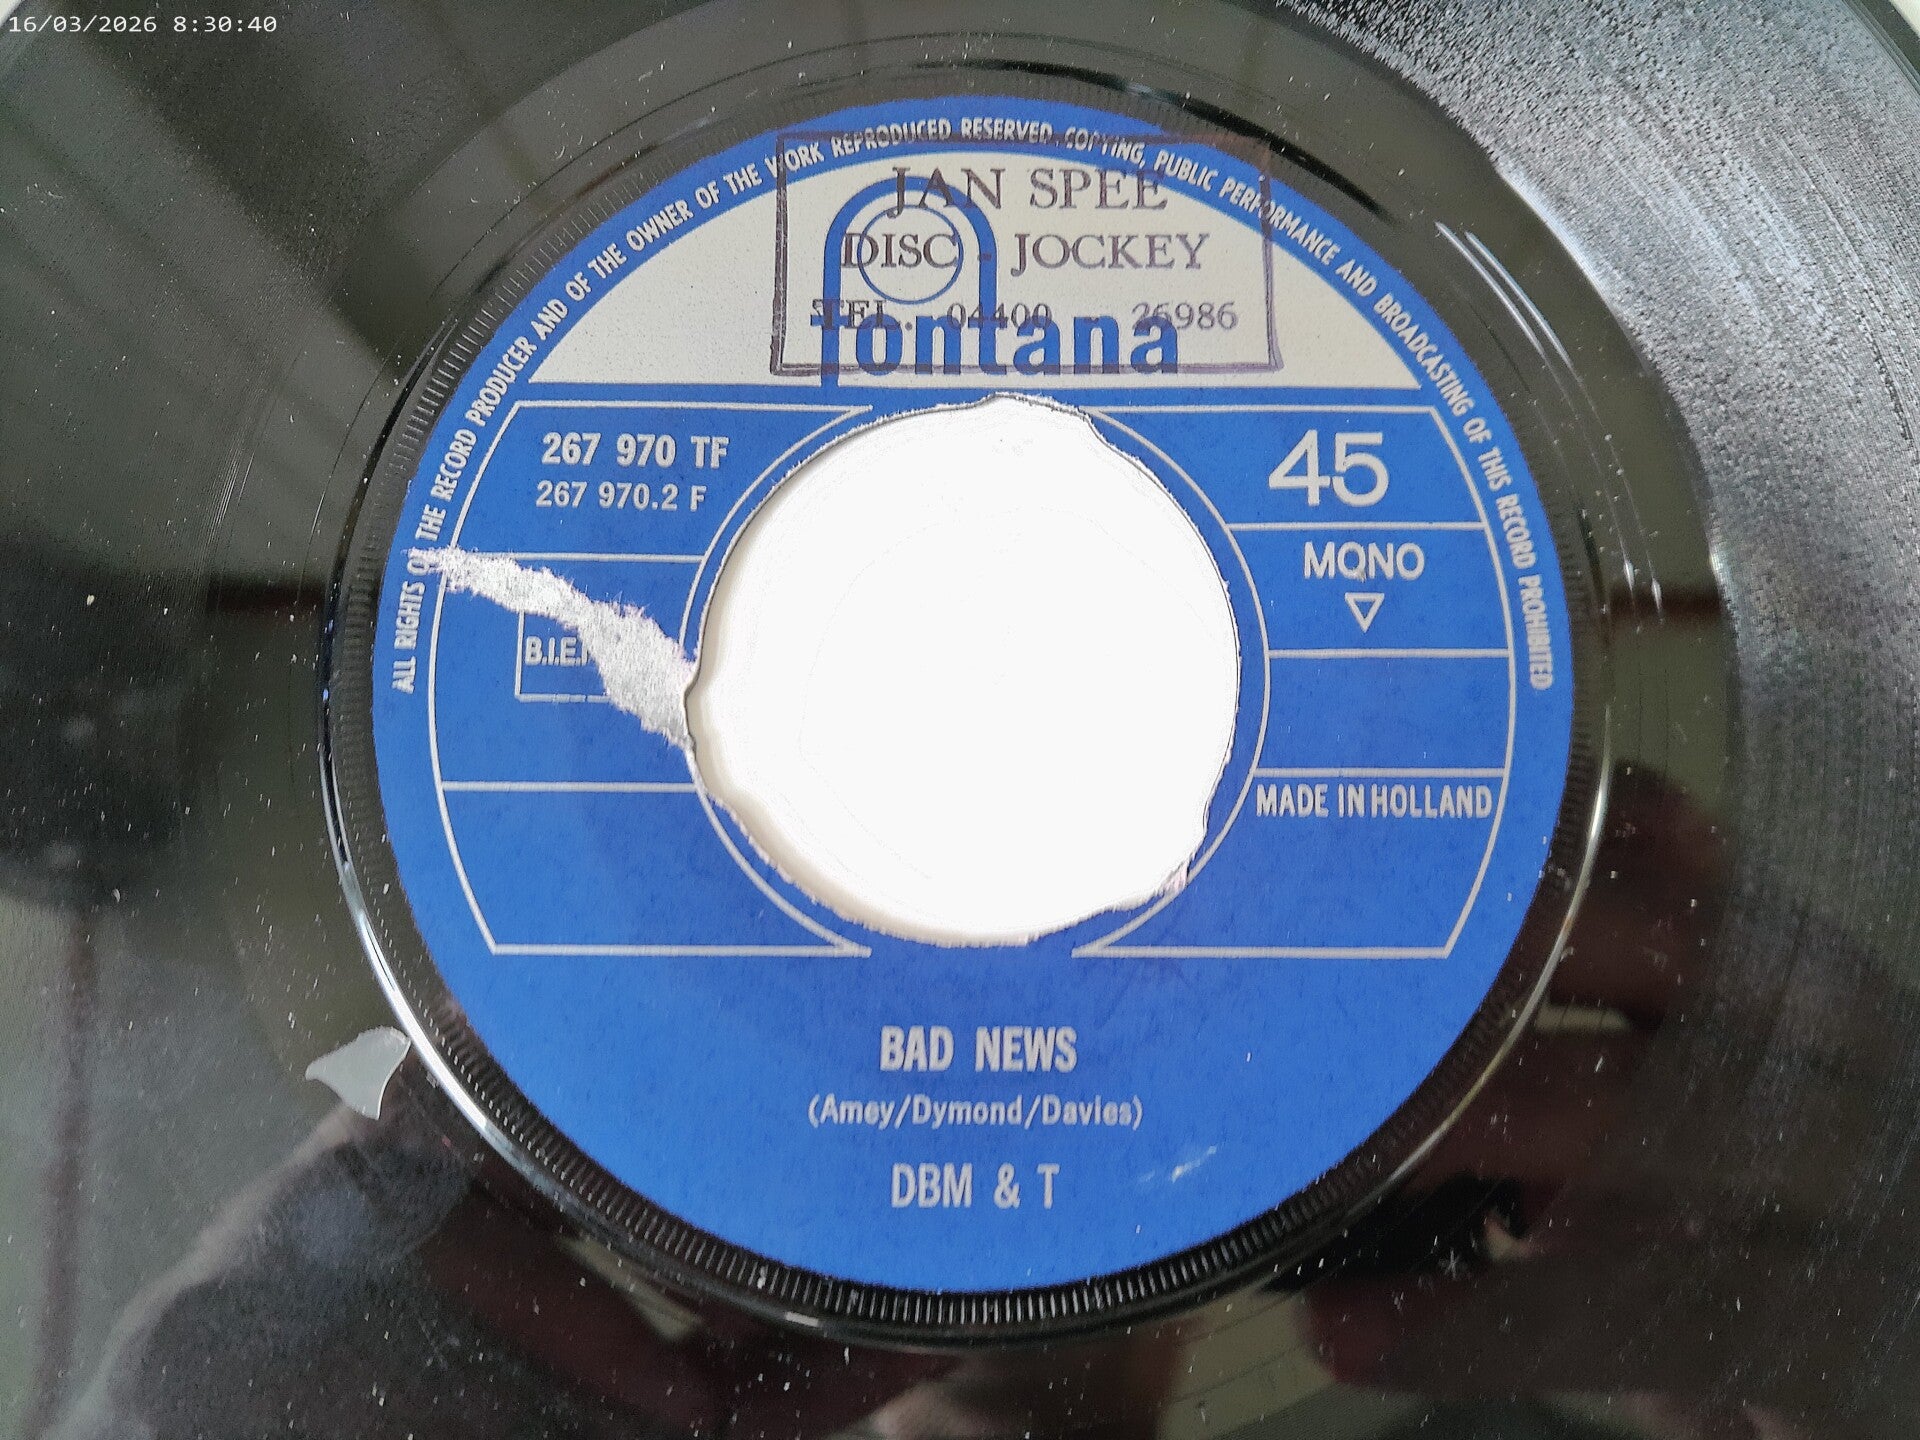 16/03/2026 8:30:40
ALL RIGHTS OF THE RECORD PRODUCER AND OF THE OWNER OF THE WORK REPRODUCED RESERVED. COPYING, PUBLIC PERFORMANCE AND BROADCASTING OF THIS RECORD PROHIBITED
JAN SPEE
DISC - JOCKEY
TEL. 04400 - 26986
fontana
267 970 TF
267 970.2 F
45
MONO
B.I.E.
MADE IN HOLLAND
BAD NEWS
(Amey/Dymond/Davies)
DBM & T